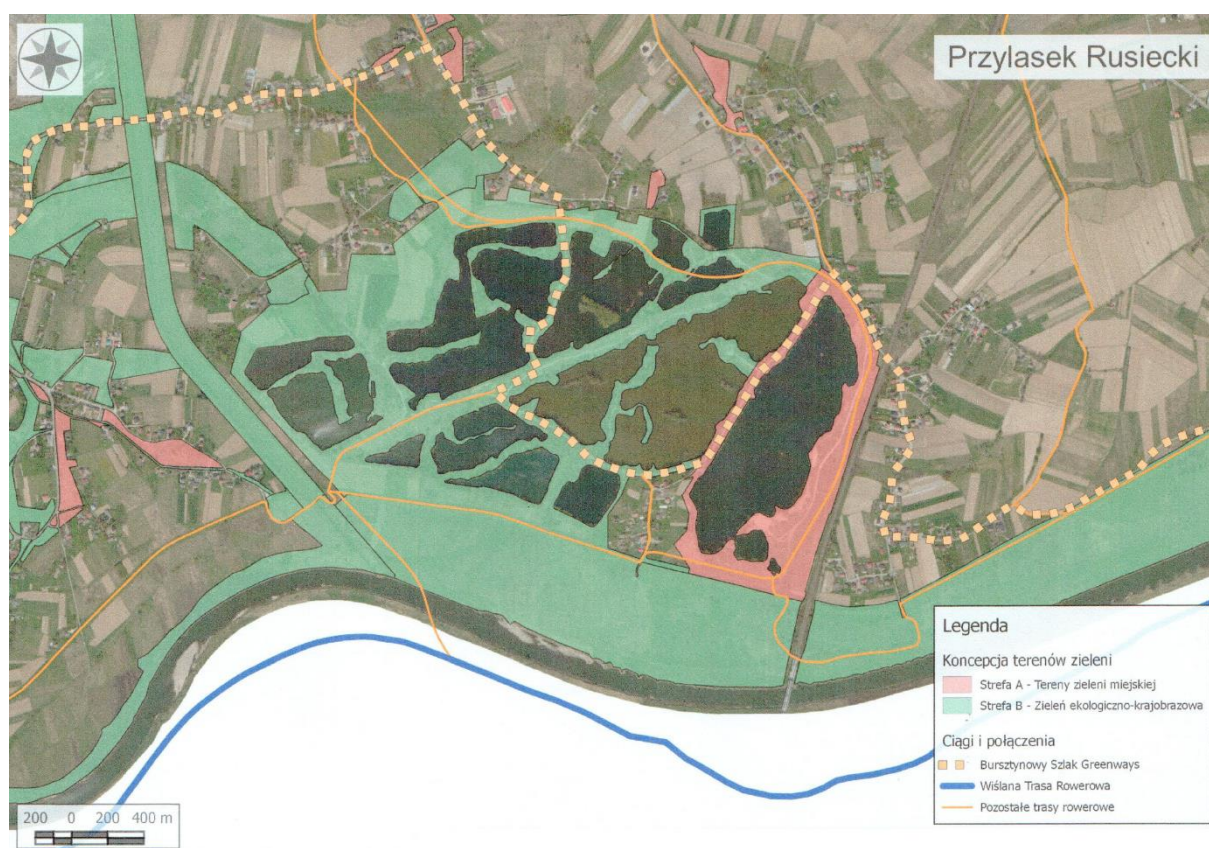 Przylasek Rusiecki
Legenda
Koncepcja terenów zieleni
Strefa A - Tereny zieleni miejskiej
Strefa B - Zieleń ekologiczno-krajobrazowa
Ciągi i połączenia
Bursztynowy Szlak Greenways
Wiślana Trasa Rowerowa
Pozostałe trasy rowerowe
200 0 200 400 m